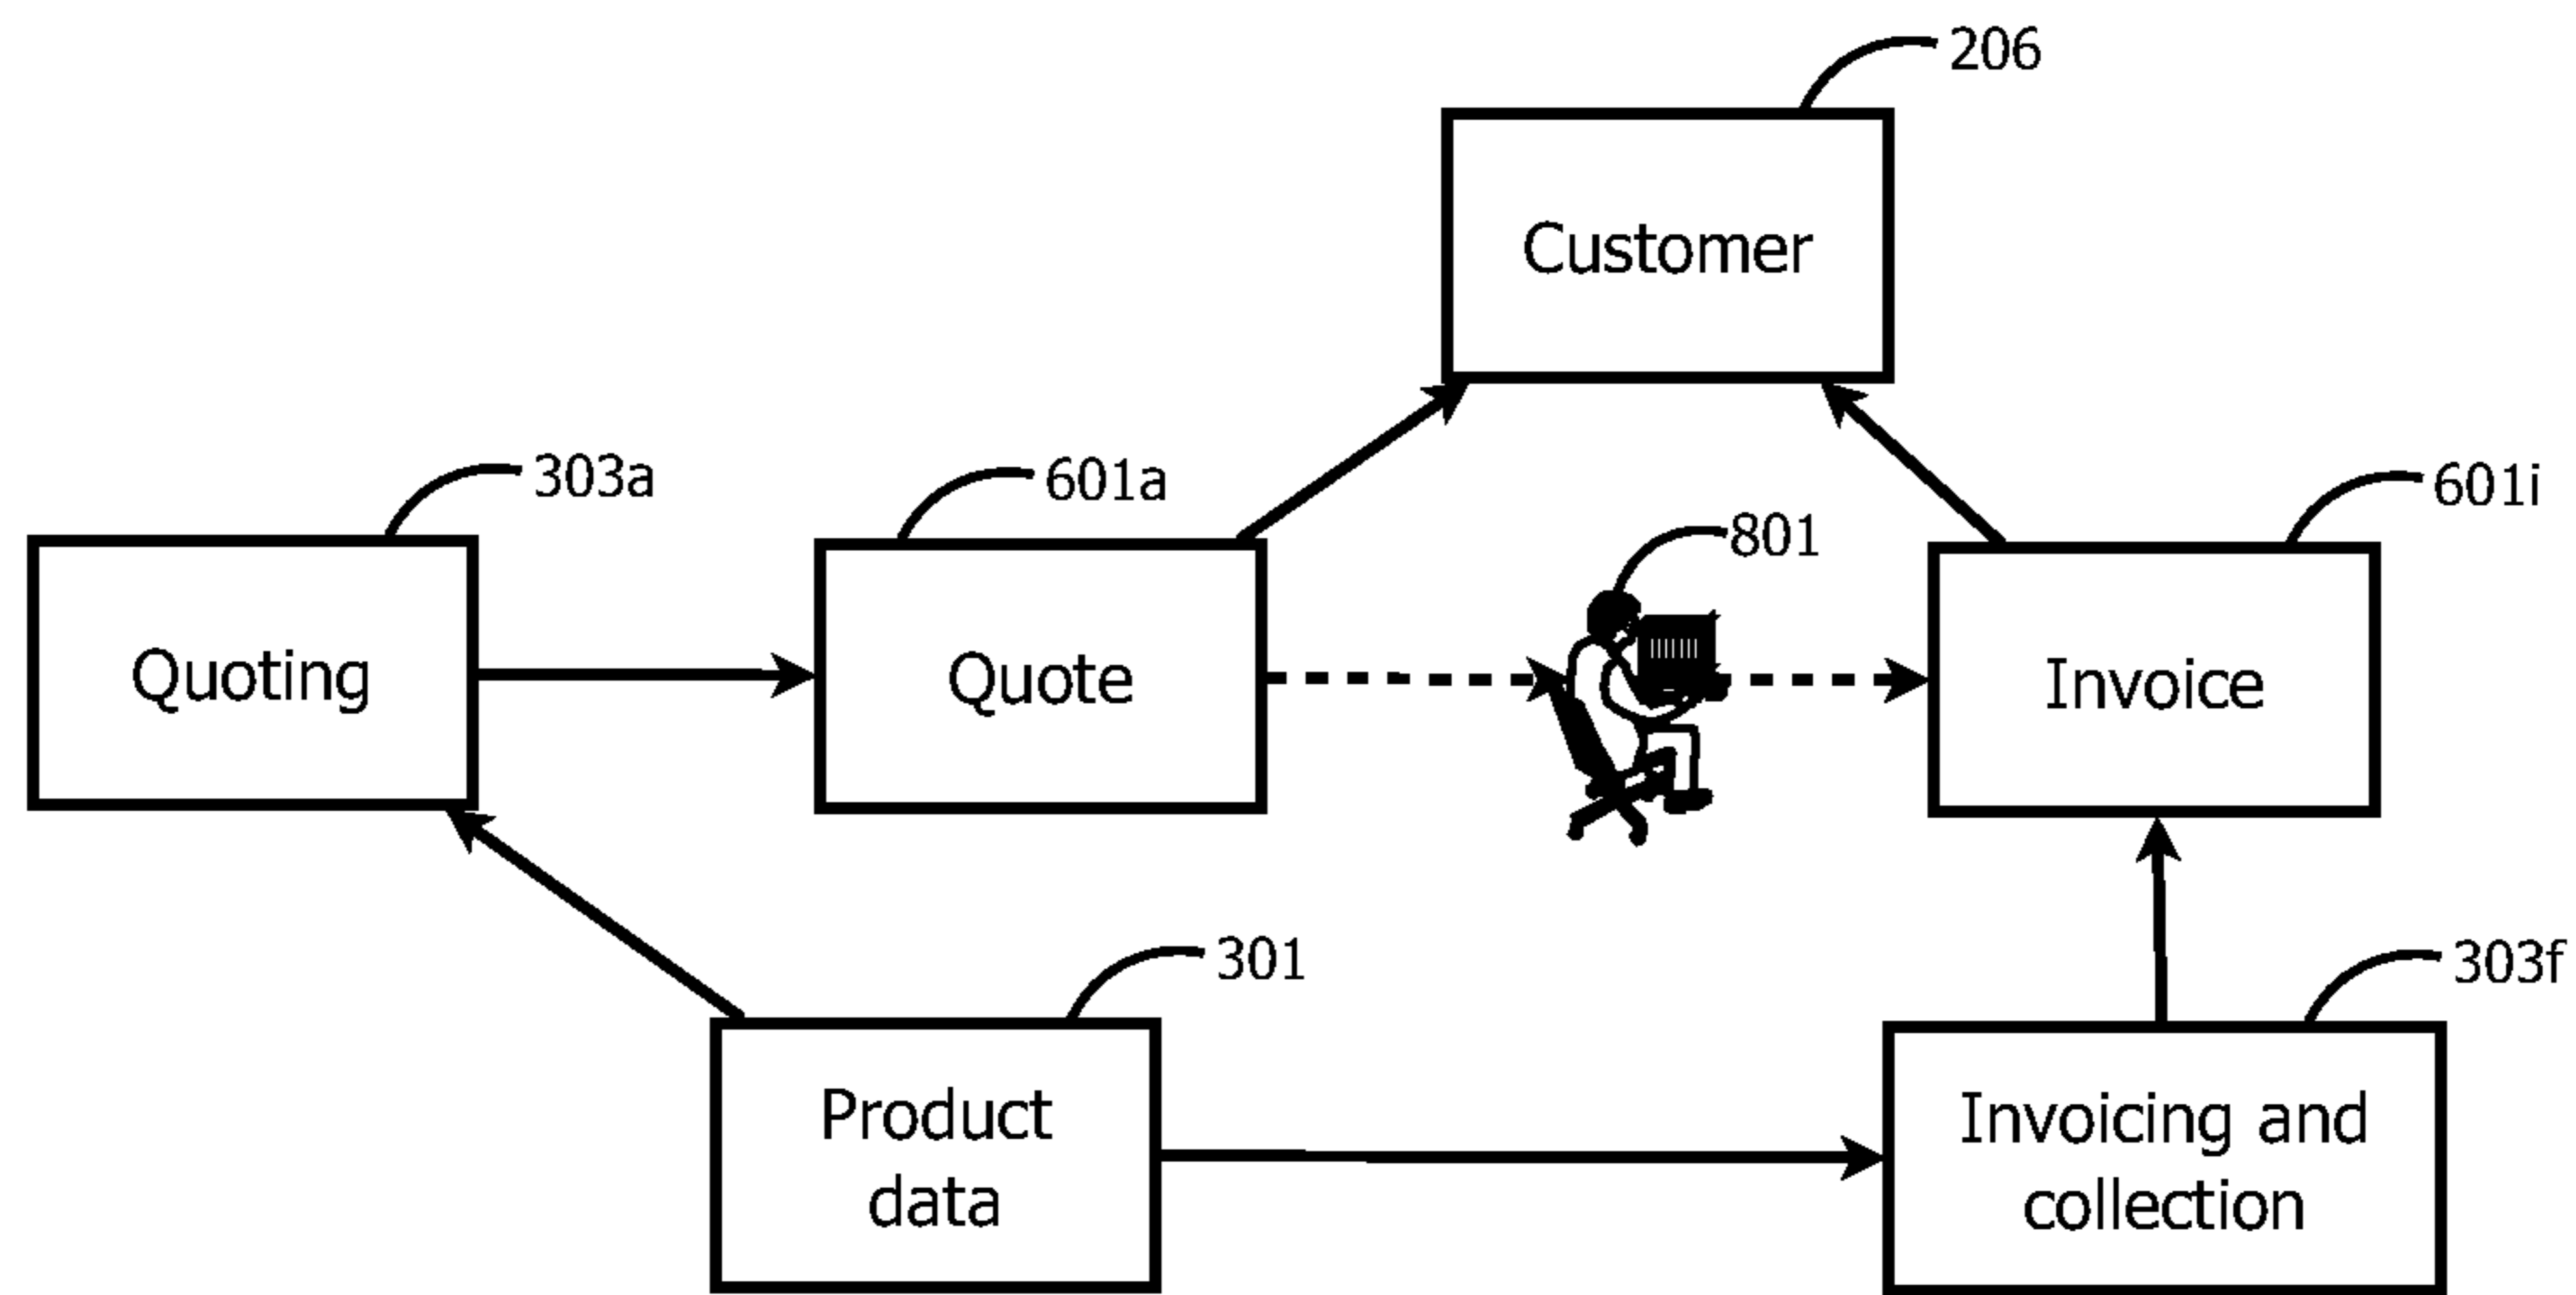 206
Customer
303a
601a
601i
801
Quoting
Quote
Invoice
301
303f
Product
data
Invoicing and
collection